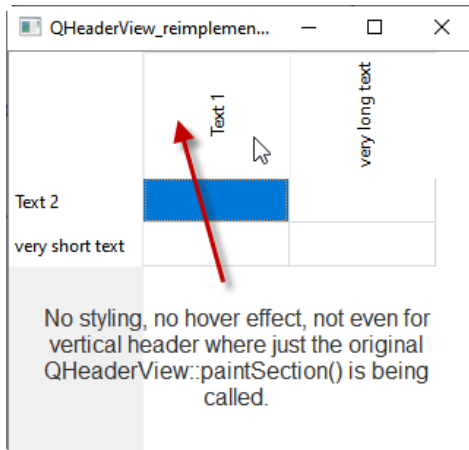 QHeaderView_reimplemen...
Text 1
very long text
Text 2
very short text
No styling, no hover effect, not even for
vertical header where just the original
QHeaderView::paintSection() is being
called.